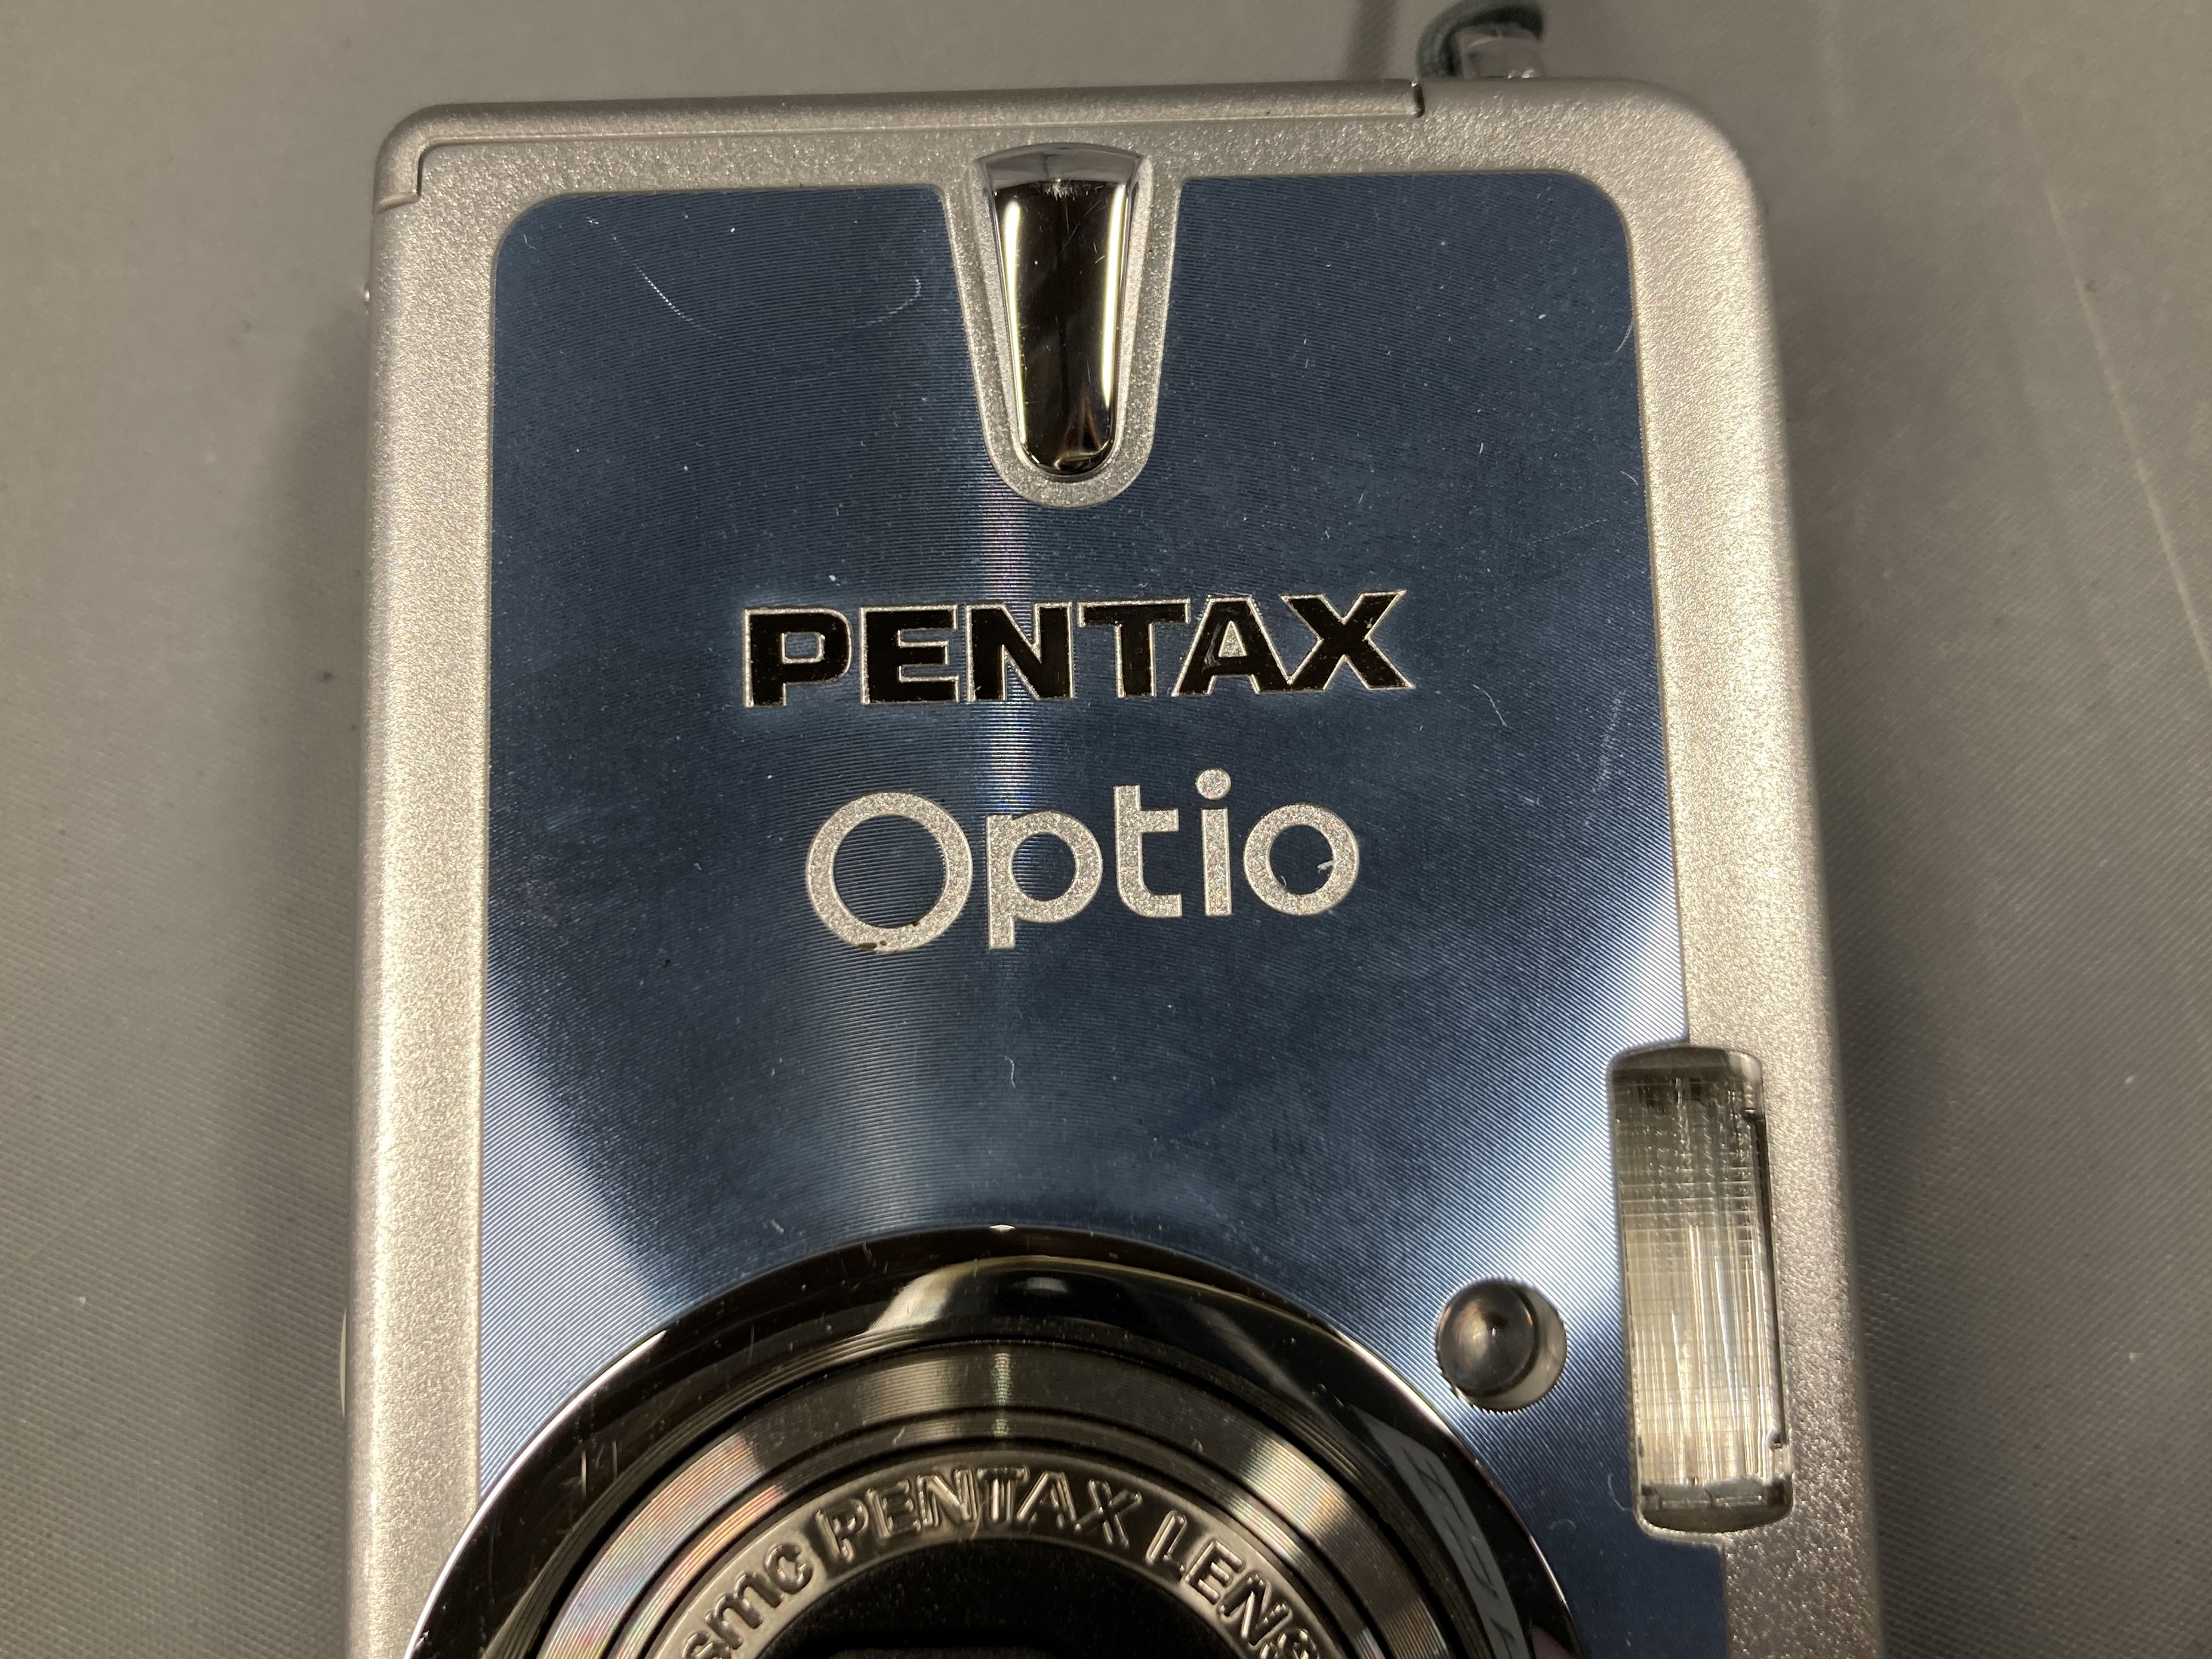 PENTAX
Optio
smc PENTAX LENS